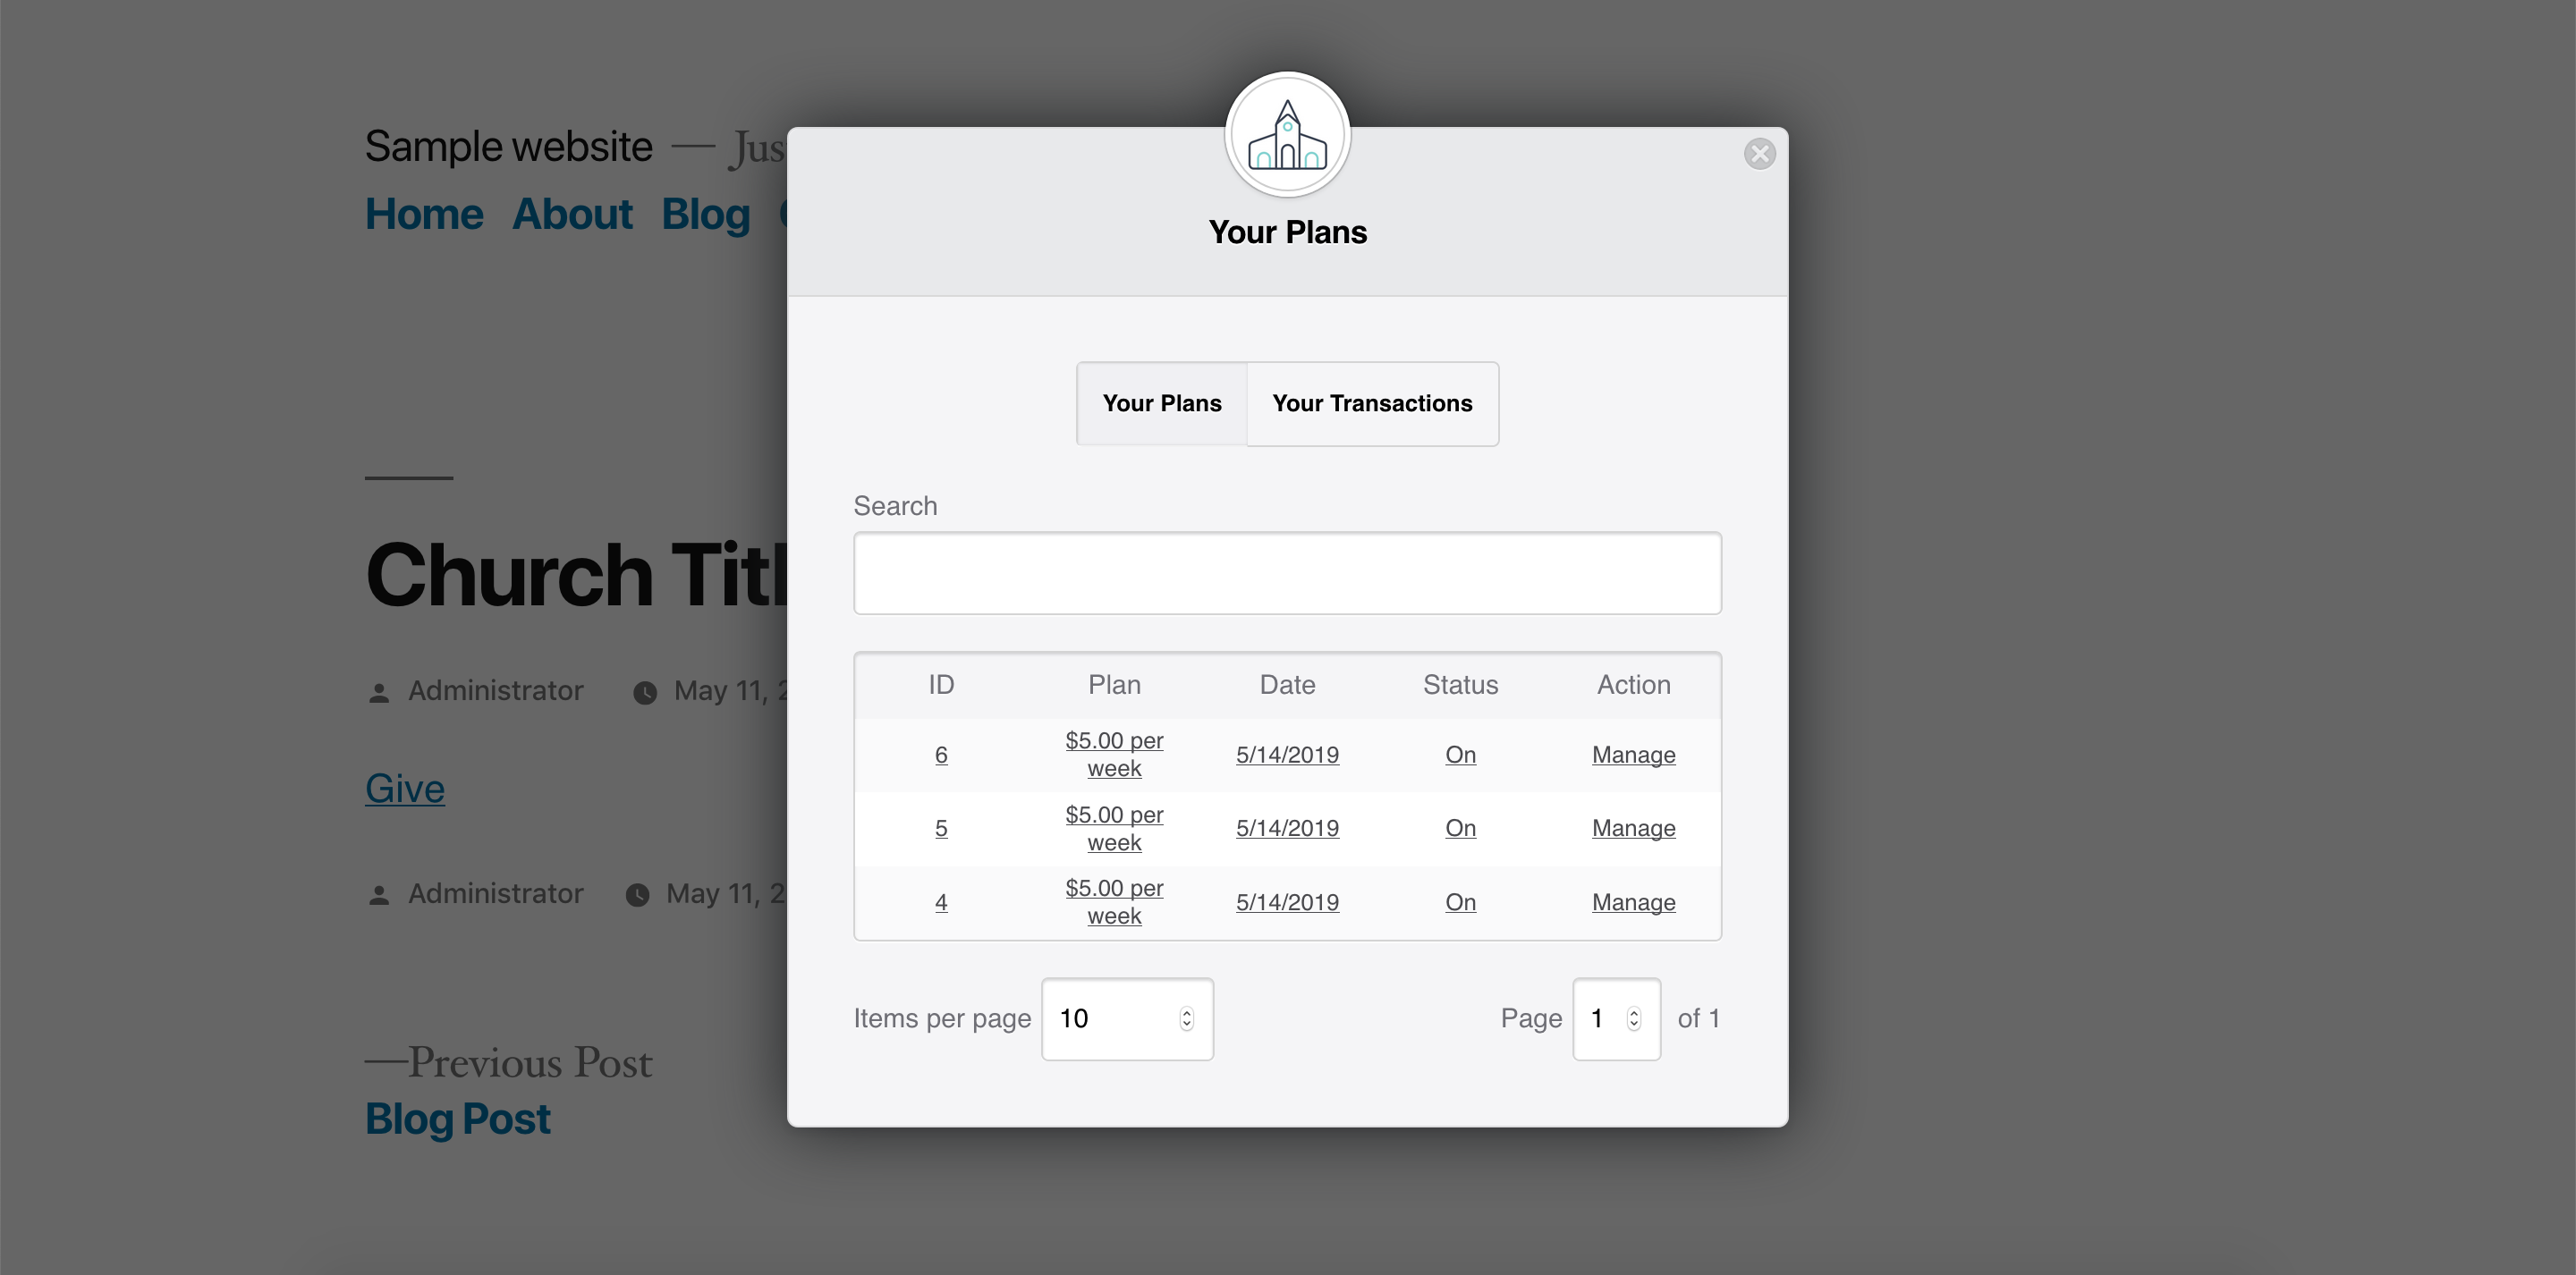 Sample website — Jus
Home About Blog
Your Plans
Your Plans Your Transactions
Search
Church Titl
ID Plan Date Status Action
Administrator May 11, 2
6 $5.00 per week 5/14/2019 On Manage
Give
5 $5.00 per week 5/14/2019 On Manage
Administrator May 11, 2
4 $5.00 per week 5/14/2019 On Manage
Items per page 10 Page 1 of 1
—Previous Post
Blog Post